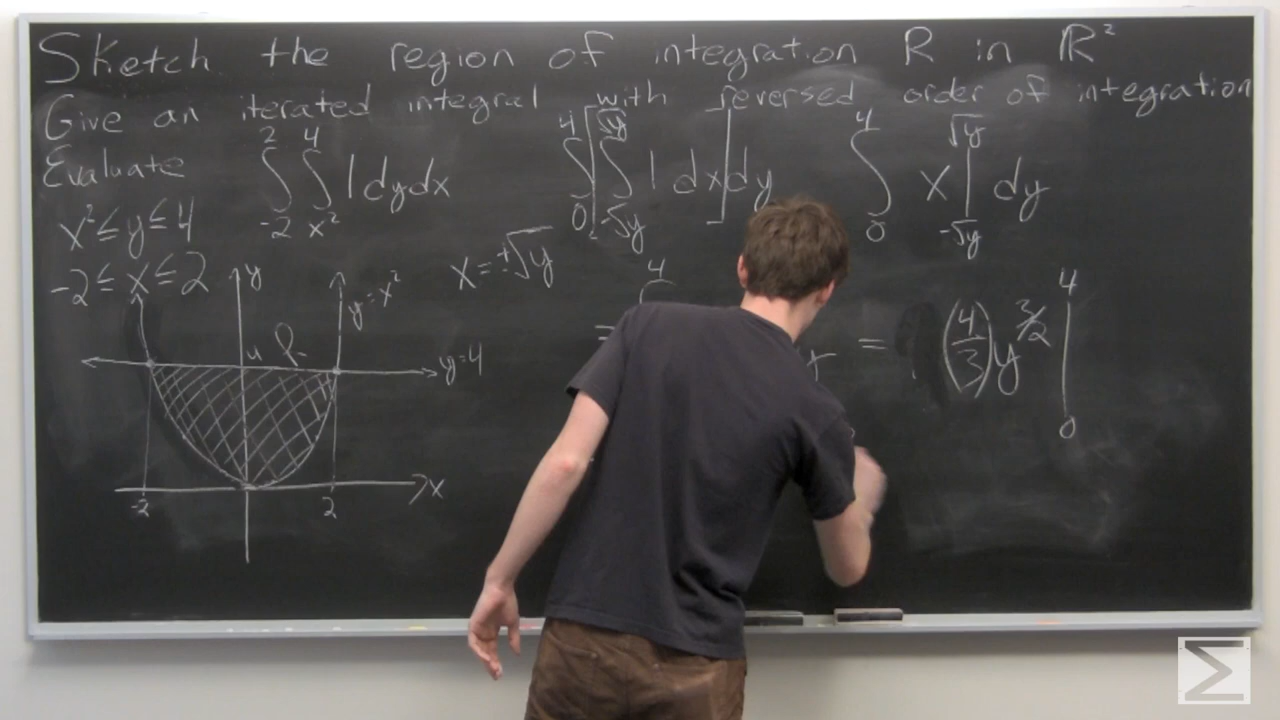 Sketch the region of integration R in ℝ²
Give an iterated integral with reversed order of integration
Evaluate ∫_{-2}^{2} ∫_{x²}^{4} 1 dy dx
∫_{0}^{4} [∫_{-√y}^{√y} 1 dx] dy
∫_{0}^{4} x |_{-√y}^{√y} dy
x² ≤ y ≤ 4
-2 ≤ x ≤ 2
x = ±√y
= 4
= (4/3) y^{3/2} |_{0}^{4}
y
y = x²
4
y = 4
-2
2
x
Σ